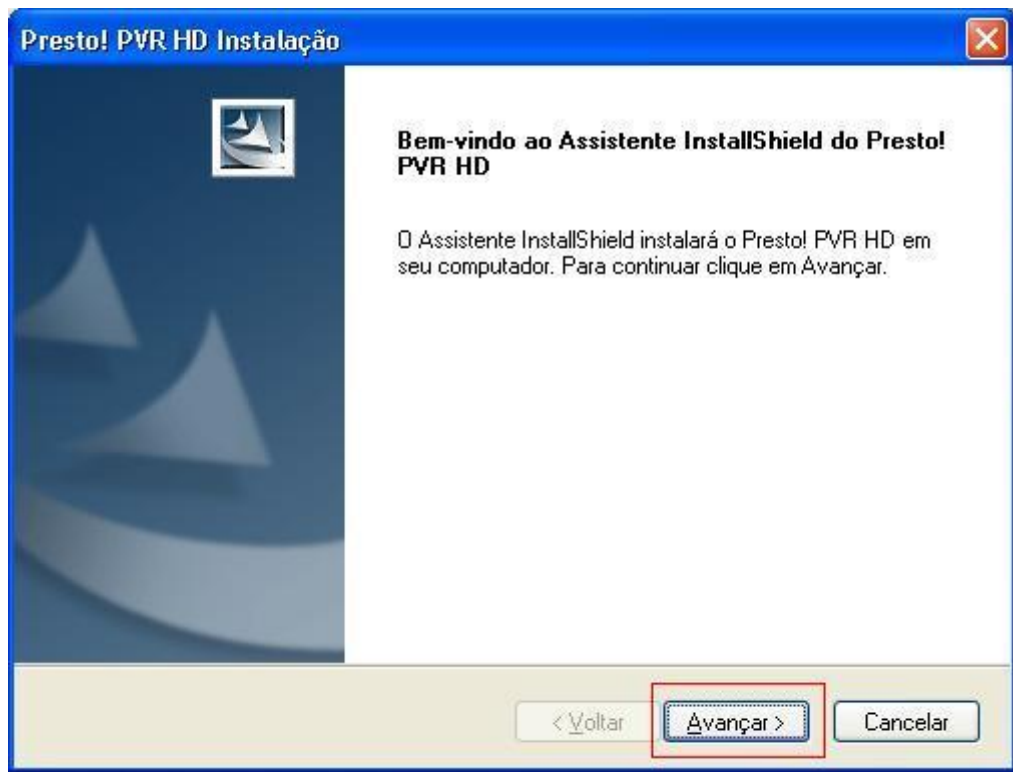 Presto! PVR HD Instalação
Bem-vindo ao Assistente InstallShield do Presto!
PVR HD
O Assistente InstallShield instalará o Presto! PVR HD em
seu computador. Para continuar clique em Avançar.
< Voltar
Avançar >
Cancelar